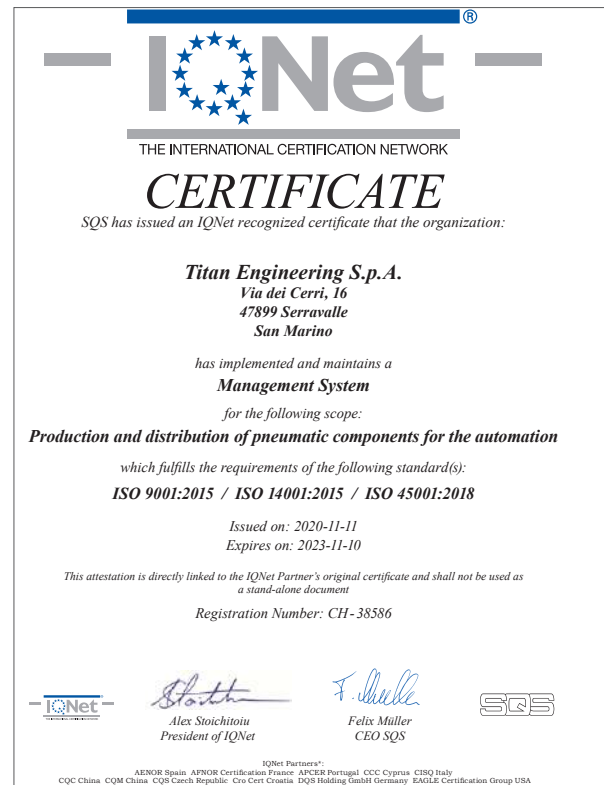 IQNet®
THE INTERNATIONAL CERTIFICATION NETWORK
CERTIFICATE
SQS has issued an IQNet recognized certificate that the organization:
Titan Engineering S.p.A.
Via dei Cerri, 16
47899 Serravalle
San Marino
has implemented and maintains a
Management System
for the following scope:
Production and distribution of pneumatic components for the automation
which fulfills the requirements of the following standard(s):
ISO 9001:2015 / ISO 14001:2015 / ISO 45001:2018
Issued on: 2020-11-11
Expires on: 2023-11-10
This attestation is directly linked to the IQNet Partner's original certificate and shall not be used as
a stand-alone document
Registration Number: CH-38586
IQNet
SQS
Alex Stoichitoiu
President of IQNet
Felix Müller
CEO SQS
IQNet Partners*:
AENOR Spain AFNOR Certification France APCER Portugal CCC Cyprus CISQ Italy
CQC China CQM China CQS Czech Republic Cro Cert Croatia DQS Holding GmbH Germany EAGLE Certification Group USA